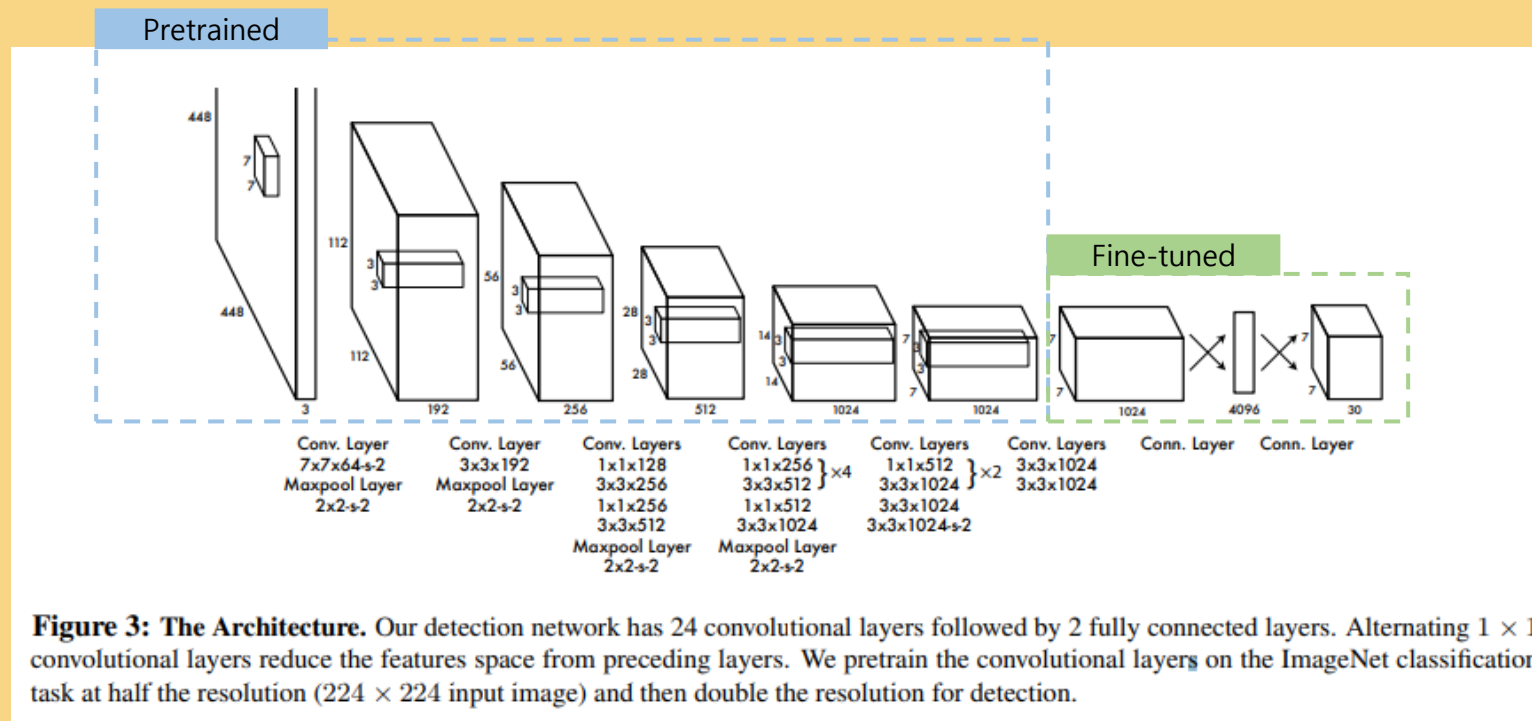 Pretrained
Fine-tuned
448
7
7
448
3
112
3
3
112
192
56
3
3
56
256
28
3
3
28
512
14
3
3
14
1024
7
3
3
7
1024
7
7
1024
4096
7
7
30
Conv. Layer
7x7x64-s-2
Maxpool Layer
2x2-s-2
Conv. Layer
3x3x192
Maxpool Layer
2x2-s-2
Conv. Layers
1x1x128
3x3x256
1x1x256
3x3x512
Maxpool Layer
2x2-s-2
Conv. Layers
1x1x256
3x3x512 }×4
1x1x512
3x3x1024
Maxpool Layer
2x2-s-2
Conv. Layers
1x1x512
3x3x1024 }×2
3x3x1024
3x3x1024-s-2
Conv. Layers
3x3x1024
3x3x1024
Conn. Layer
Conn. Layer
Figure 3: The Architecture. Our detection network has 24 convolutional layers followed by 2 fully connected layers. Alternating 1 × 1
convolutional layers reduce the features space from preceding layers. We pretrain the convolutional layers on the ImageNet classification
task at half the resolution (224 × 224 input image) and then double the resolution for detection.